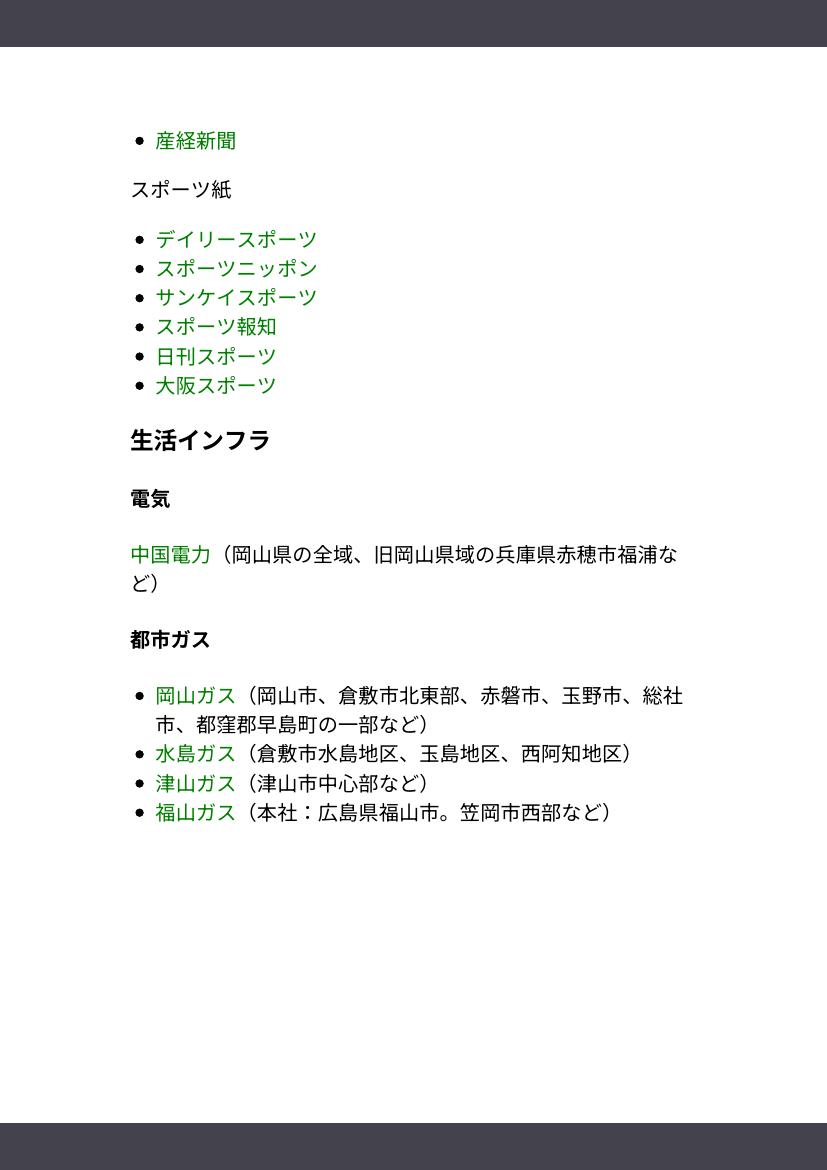 産経新聞
スポーツ紙
デイリースポーツ
スポーツニッポン
サンケイスポーツ
スポーツ報知
日刊スポーツ
大阪スポーツ
生活インフラ
電気
中国電力（岡山県の全域、旧岡山県域の兵庫県赤穂市福浦な
ど）
都市ガス
岡山ガス（岡山市、倉敷市北東部、赤磐市、玉野市、総社
市、都窪郡早島町の一部など）
水島ガス（倉敷市水島地区、玉島地区、西阿知地区）
津山ガス（津山市中心部など）
福山ガス（本社：広島県福山市。笠岡市西部など）